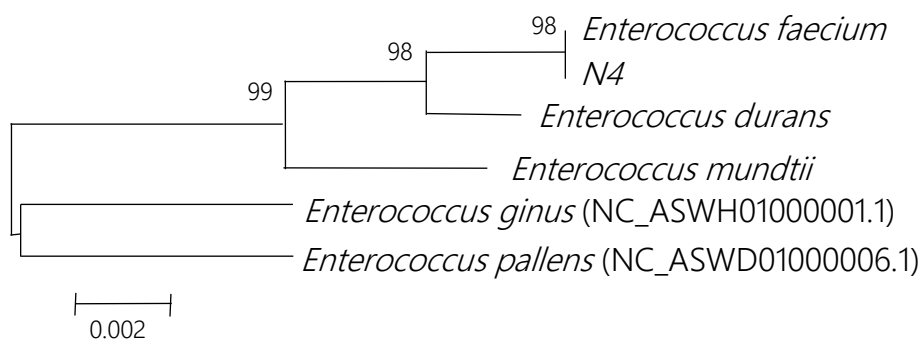 98
Enterococcus faecium
98
N4
99
Enterococcus durans
Enterococcus mundtii
Enterococcus ginus (NC_ASWH01000001.1)
Enterococcus pallens (NC_ASWD01000006.1)
0.002